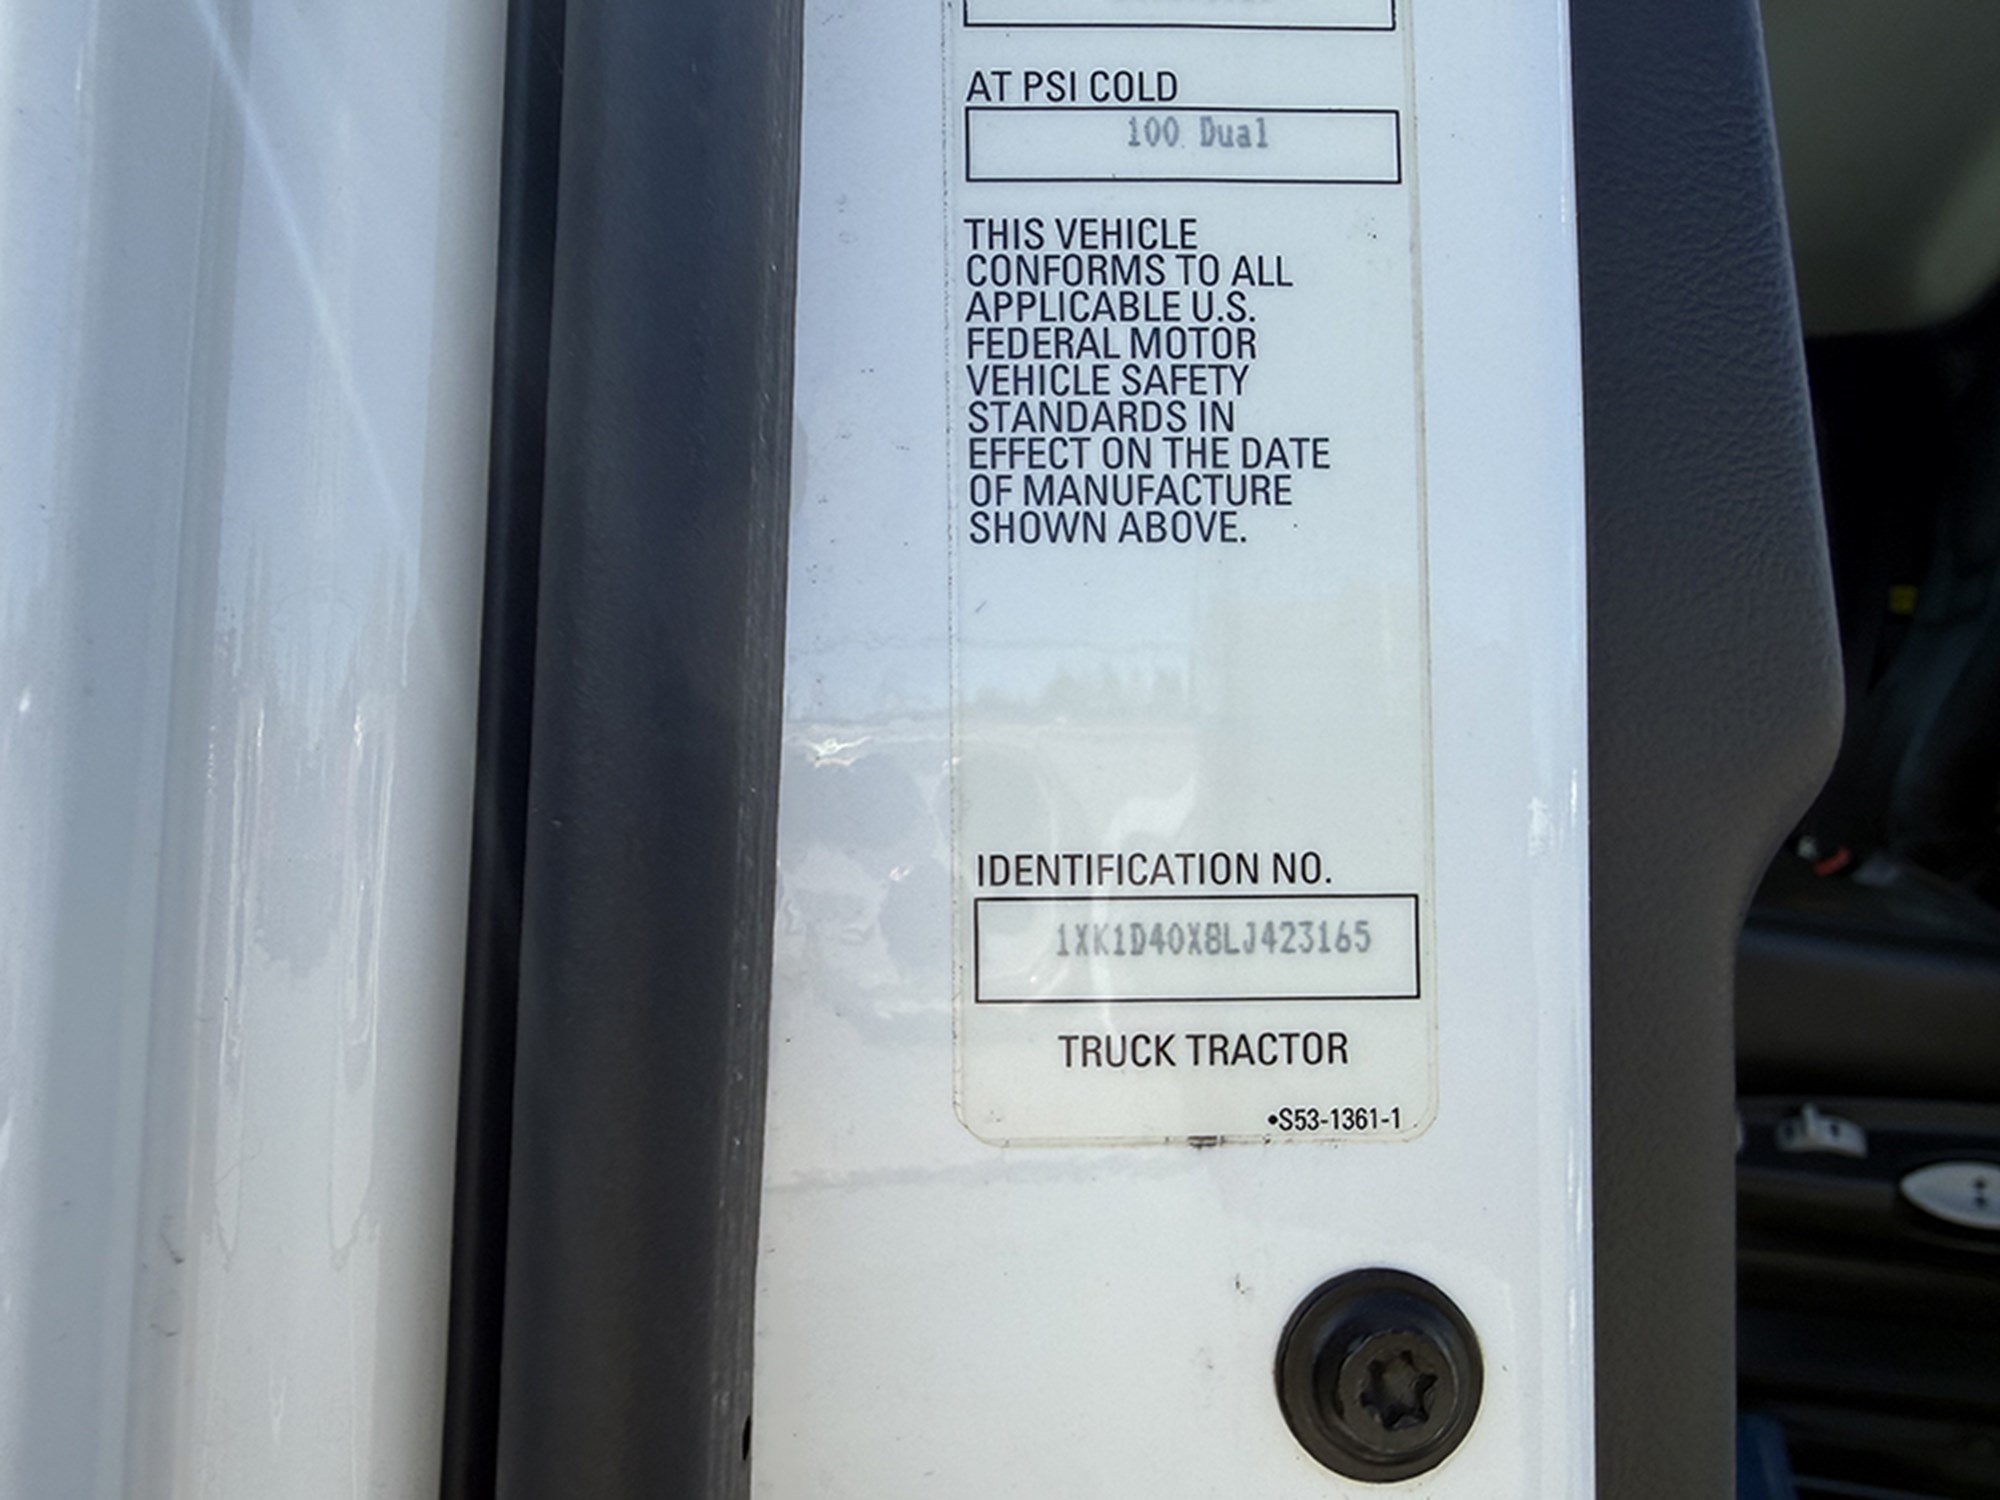 AT PSI COLD
100 Dual
THIS VEHICLE
CONFORMS TO ALL
APPLICABLE U.S.
FEDERAL MOTOR
VEHICLE SAFETY
STANDARDS IN
EFFECT ON THE DATE
OF MANUFACTURE
SHOWN ABOVE.
IDENTIFICATION NO.
1XK1D40X8LJ423165
TRUCK TRACTOR
•S53-1361-1